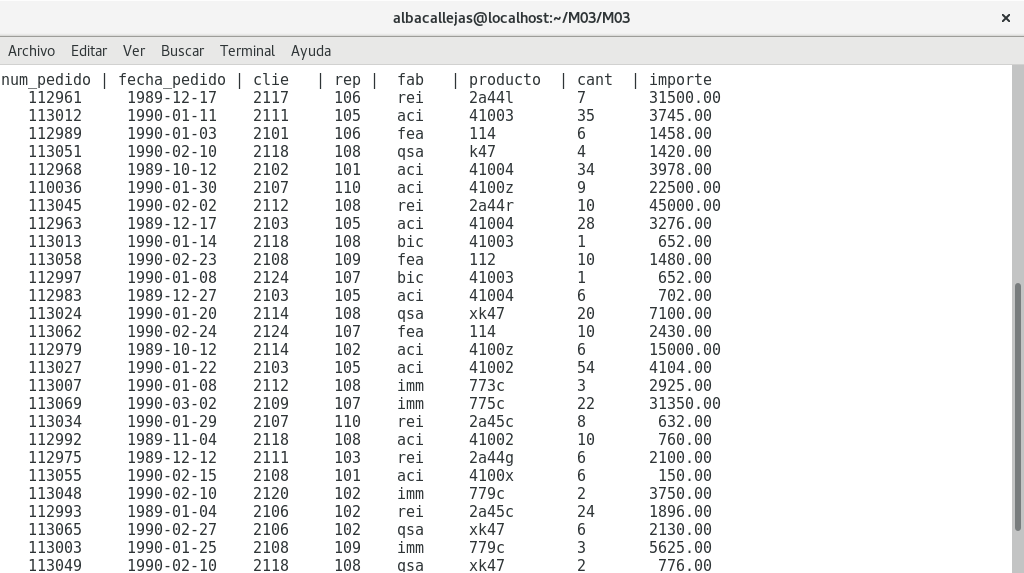 albacallejas@localhost:~/M03/M03
Archivo Editar Ver Buscar Terminal Ayuda
num_pedido | fecha_pedido | clie | rep | fab | producto | cant | importe
112961 1989-12-17 2117 106 rei 2a44l 7 31500.00
113012 1990-01-11 2111 105 aci 41003 35 3745.00
112989 1990-01-03 2101 106 fea 114 6 1458.00
113051 1990-02-10 2118 108 qsa k47 4 1420.00
112968 1989-10-12 2102 101 aci 41004 34 3978.00
110036 1990-01-30 2107 110 aci 4100z 9 22500.00
113045 1990-02-02 2112 108 rei 2a44r 10 45000.00
112963 1989-12-17 2103 105 aci 41004 28 3276.00
113013 1990-01-14 2118 108 bic 41003 1 652.00
113058 1990-02-23 2108 109 fea 112 10 1480.00
112997 1990-01-08 2124 107 bic 41003 1 652.00
112983 1989-12-27 2103 105 aci 41004 6 702.00
113024 1990-01-20 2114 108 qsa xk47 20 7100.00
113062 1990-02-24 2124 107 fea 114 10 2430.00
112979 1989-10-12 2114 102 aci 4100z 6 15000.00
113027 1990-01-22 2103 105 aci 41002 54 4104.00
113007 1990-01-08 2112 108 imm 773c 3 2925.00
113069 1990-03-02 2109 107 imm 775c 22 31350.00
113034 1990-01-29 2107 110 rei 2a45c 8 632.00
112992 1989-11-04 2118 108 aci 41002 10 760.00
112975 1989-12-12 2111 103 rei 2a44g 6 2100.00
113055 1990-02-15 2108 101 aci 4100x 6 150.00
113048 1990-02-10 2120 102 imm 779c 2 3750.00
112993 1989-01-04 2106 102 rei 2a45c 24 1896.00
113065 1990-02-27 2106 102 qsa xk47 6 2130.00
113003 1990-01-25 2108 109 imm 779c 3 5625.00
113049 1990-02-10 2118 108 qsa xk47 2 776.00